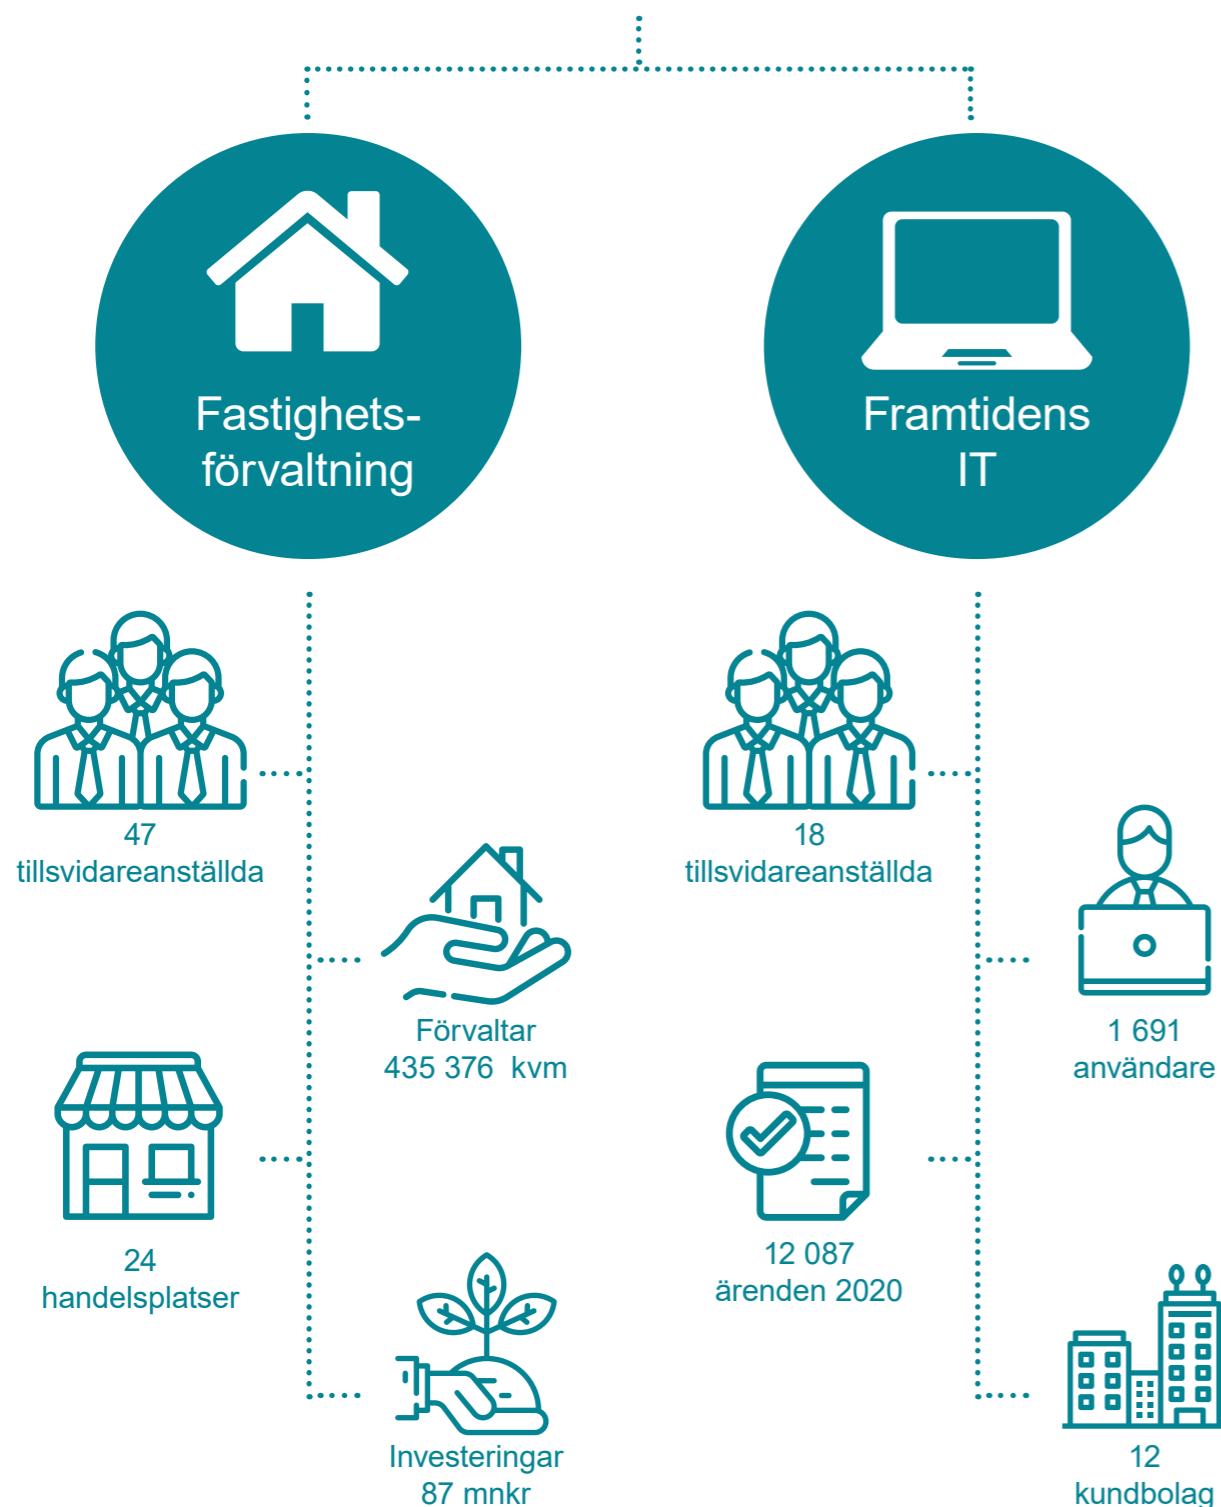 Fastighets-
förvaltning
47
tillsvidareanställda
Förvaltar
435 376 kvm
24
handelsplatser
Investeringar
87 mnkr
Framtidens
IT
18
tillsvidareanställda
1 691
användare
12 087
ärenden 2020
12
kundbolag